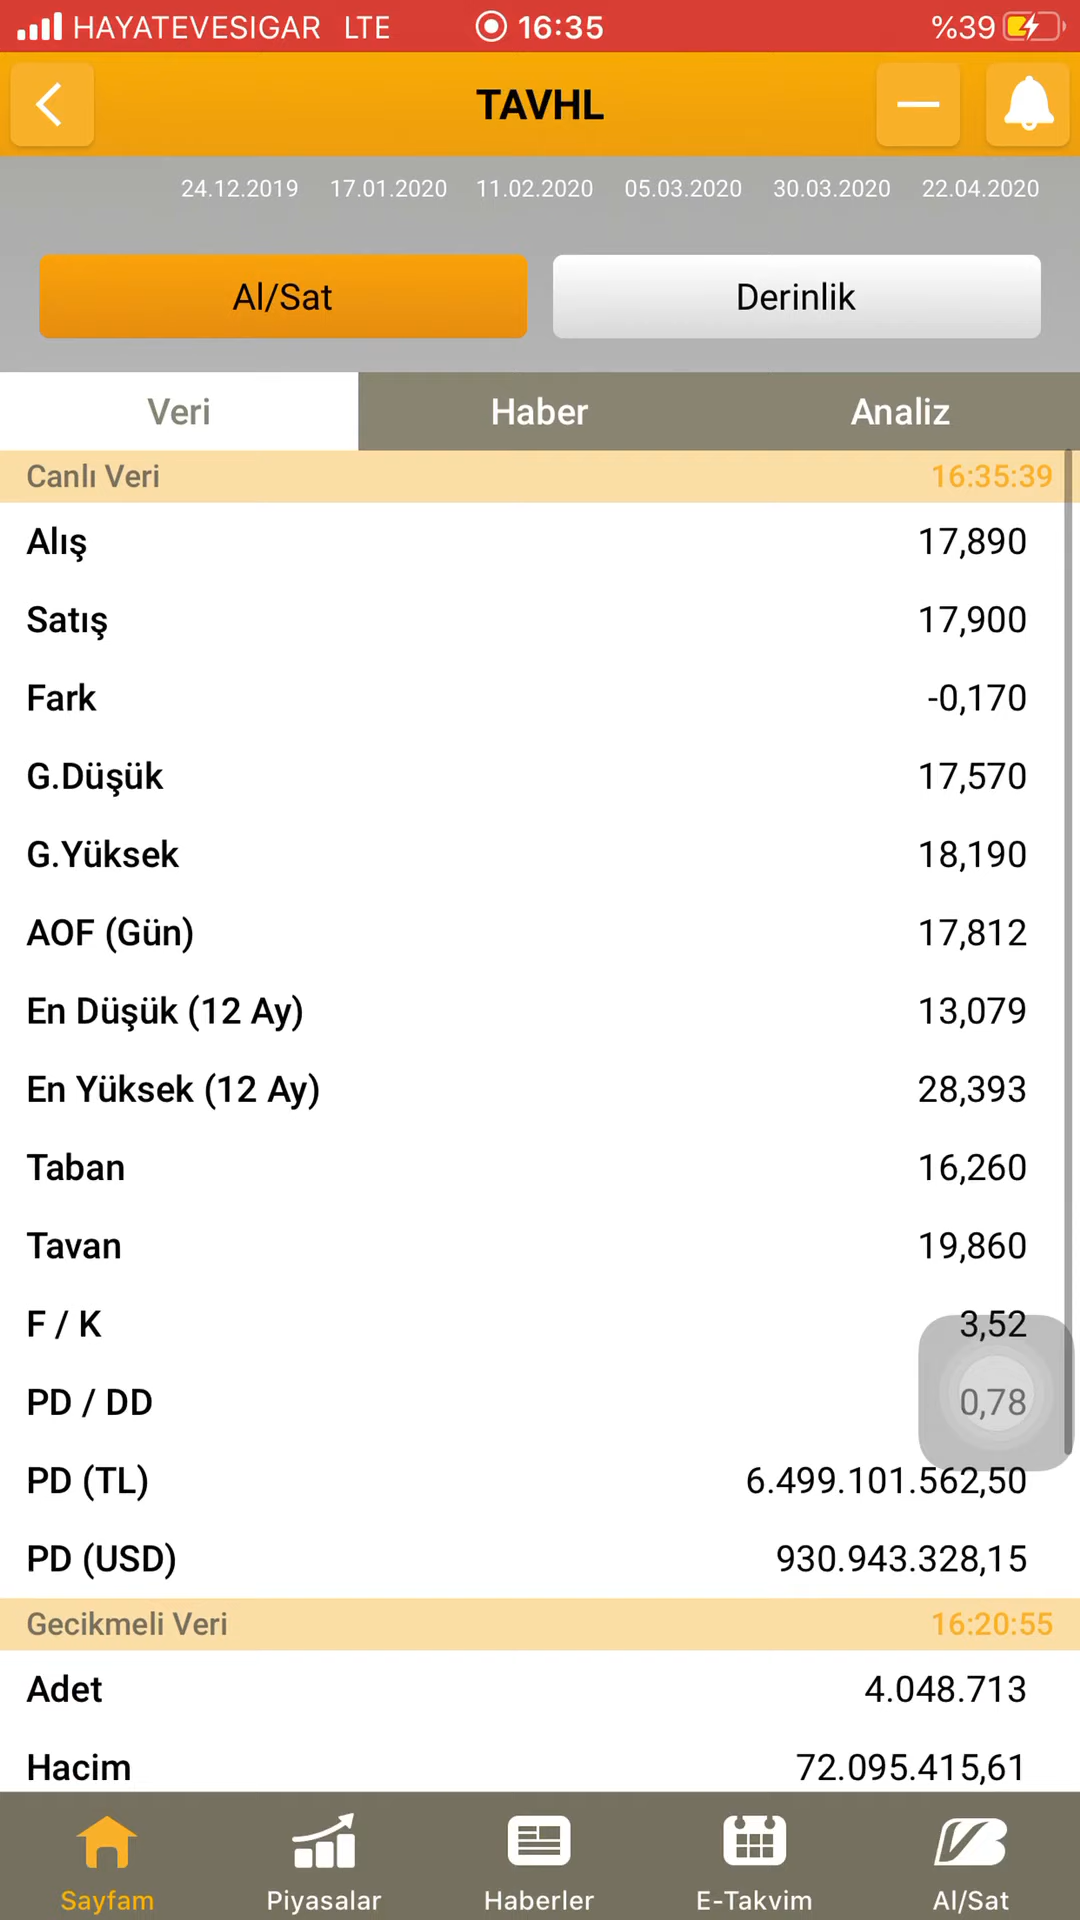 HAYATEVESIGAR LTE 16:35 %39
TAVHL
24.12.2019 17.01.2020 11.02.2020 05.03.2020 30.03.2020 22.04.2020
Al/Sat Derinlik
Veri Haber Analiz
Canlı Veri 16:35:39
Alış 17,890
Satış 17,900
Fark -0,170
G.Düşük 17,570
G.Yüksek 18,190
AOF (Gün) 17,812
En Düşük (12 Ay) 13,079
En Yüksek (12 Ay) 28,393
Taban 16,260
Tavan 19,860
F / K 3,52
PD / DD 0,78
PD (TL) 6.499.101.562,50
PD (USD) 930.943.328,15
Gecikmeli Veri 16:20:55
Adet 4.048.713
Hacim 72.095.415,61
Sayfam Piyasalar Haberler E-Takvim Al/Sat